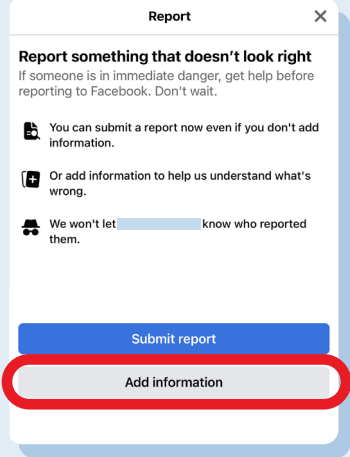 Report
Report something that doesn't look right
If someone is in immediate danger, get help before
reporting to Facebook. Don't wait.
You can submit a report now even if you don't add
information.
Or add information to help us understand what's
wrong.
We won't let know who reported
them.
Submit report
Add information